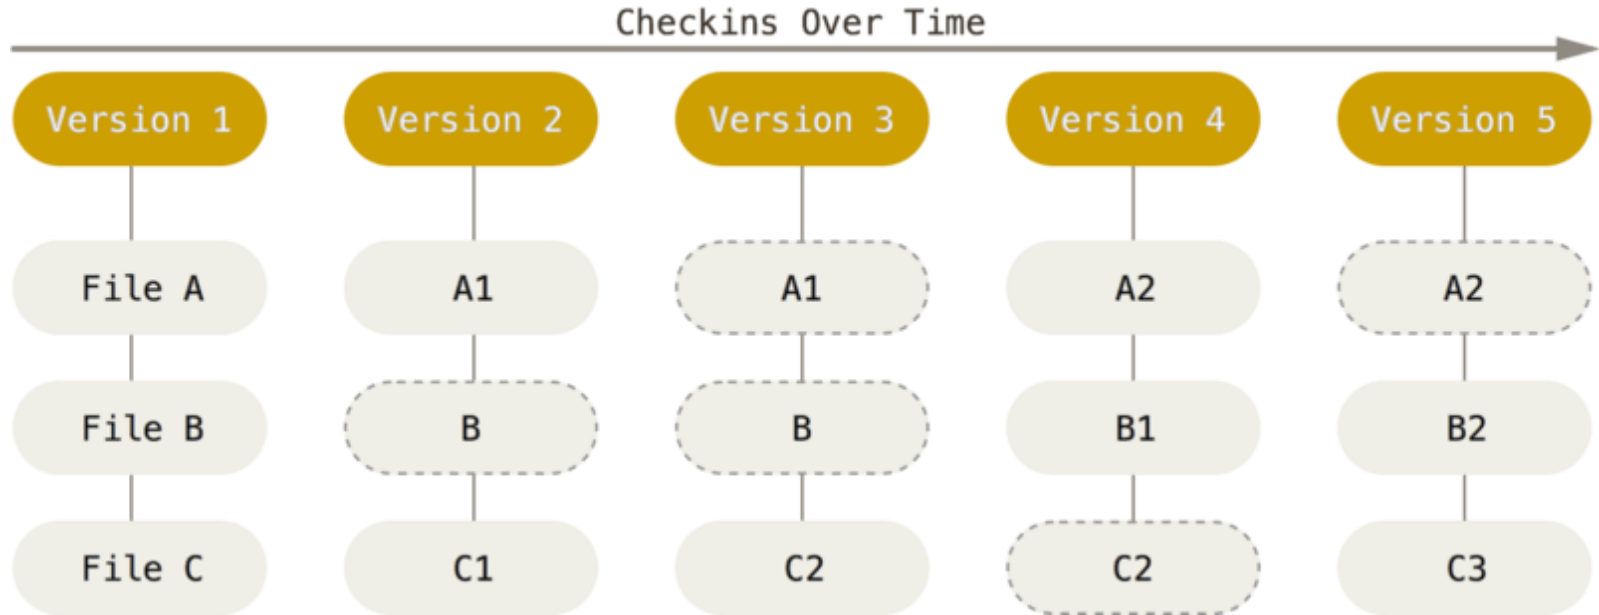 Checkins Over Time
Version 1 Version 2 Version 3 Version 4 Version 5
File A A1 A1 A2 A2
File B B B B1 B2
File C C1 C2 C2 C3